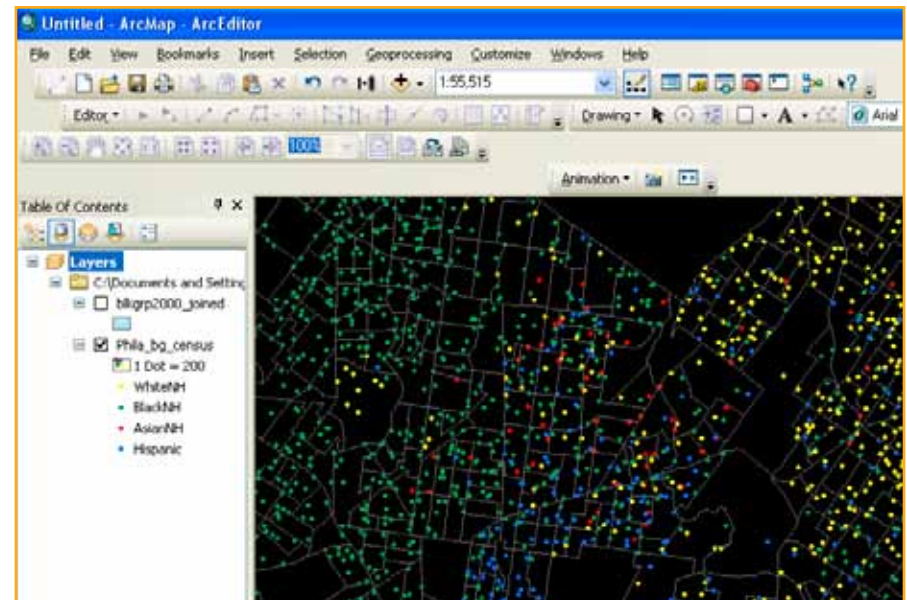 Untitled - ArcMap - ArcEditor
File Edit View Bookmarks Insert Selection Geoprocessing Customize Windows Help
1:55,515
Editor Drawing A Arial
100%
Animation
Table Of Contents
Layers
C:\Documents and Setting
blkgrp2000_joined
Phila_bg_census
1 Dot = 200
WhiteNH
BlackNH
AsianNH
Hispanic